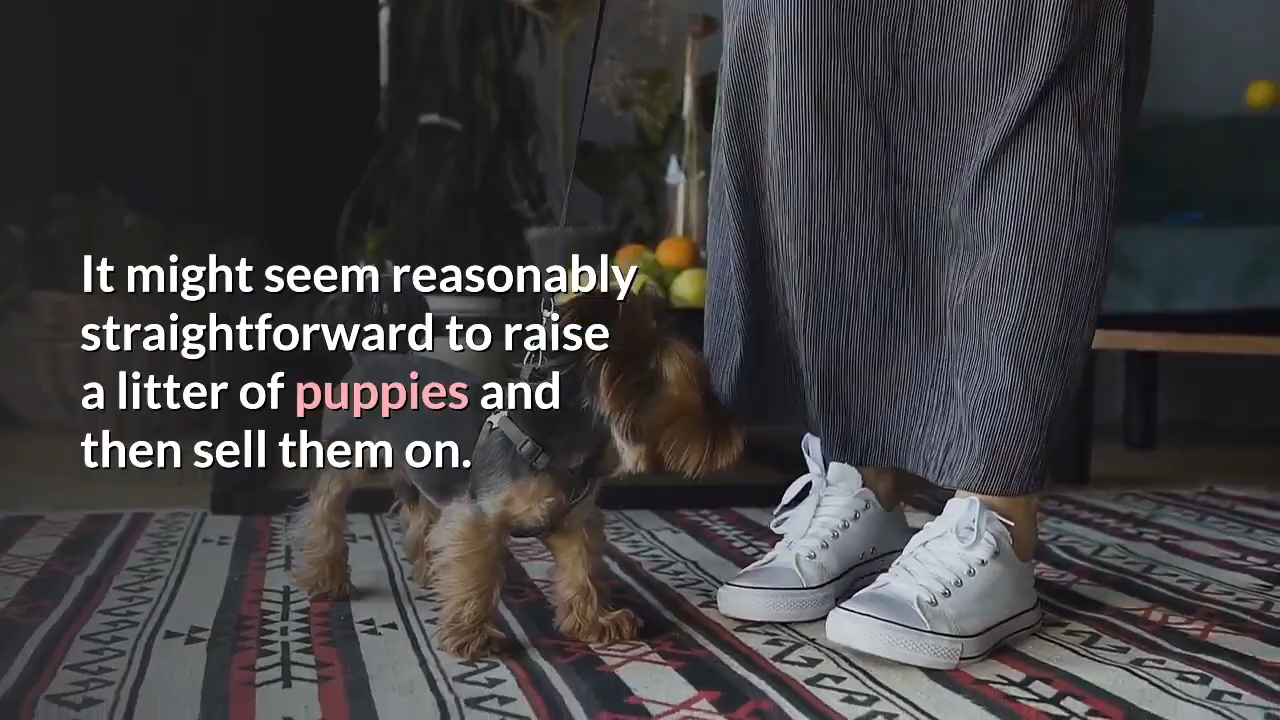 It might seem reasonably
straightforward to raise
a litter of puppies and
then sell them on.